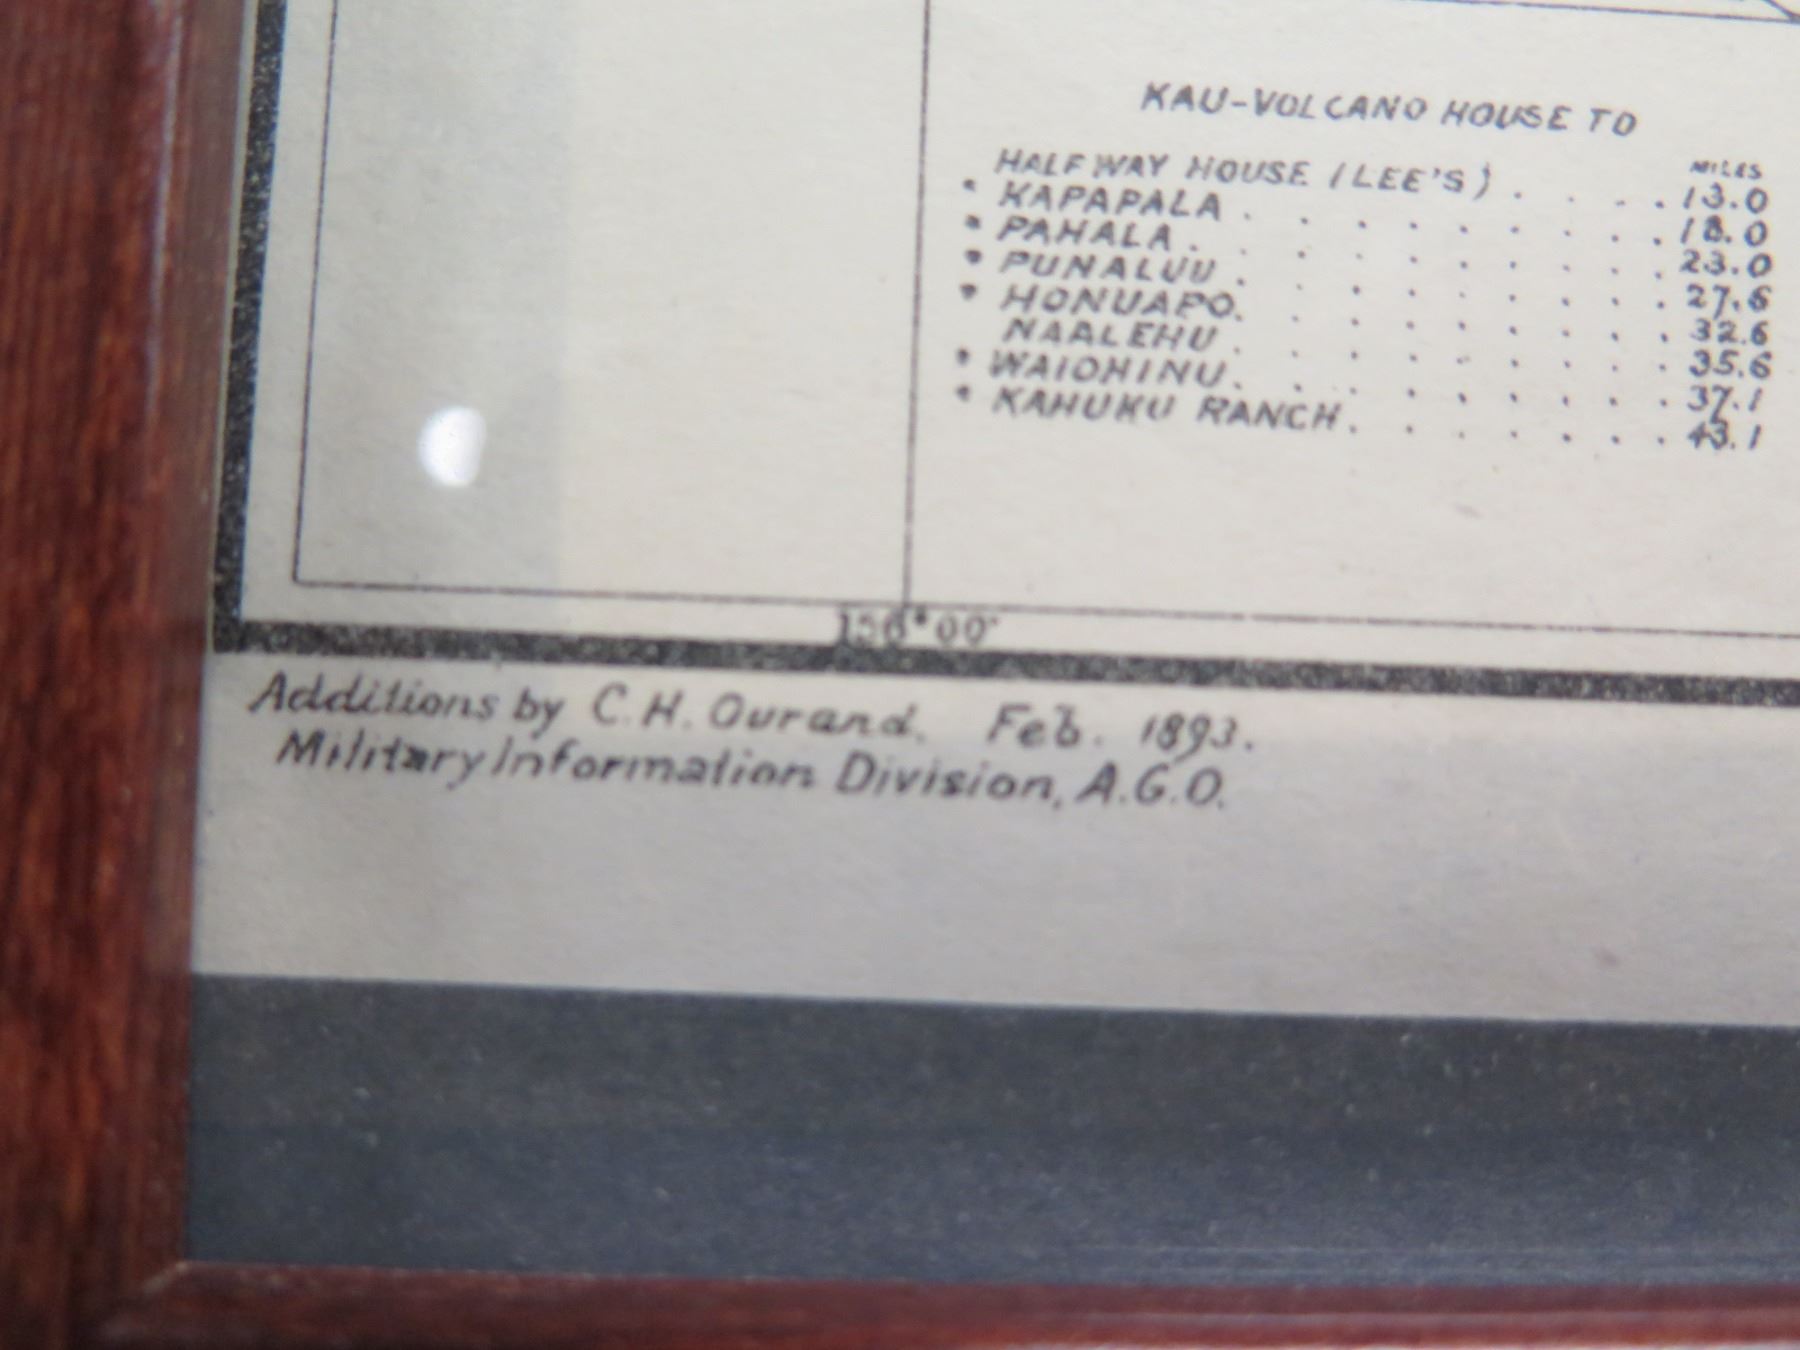 KAU-VOLCANO HOUSE TO
MILES
HALFWAY HOUSE (LEE'S) . . . . 13.0
" KAPAPALA . . . . . . . . 18.0
" PAHALA . . . . . . . . . 23.0
" PUNALUU . . . . . . . . 27.6
" HONUAPO . . . . . . . . 32.6
NAALEHU . . . . . . . . 35.6
" WAIOHINU . . . . . . . . 37.1
" KAHUKU RANCH . . . . . . 43.1
156°00'
Additions by C. H. Ourand. Feb. 1893.
Military Information Division, A.G.O.